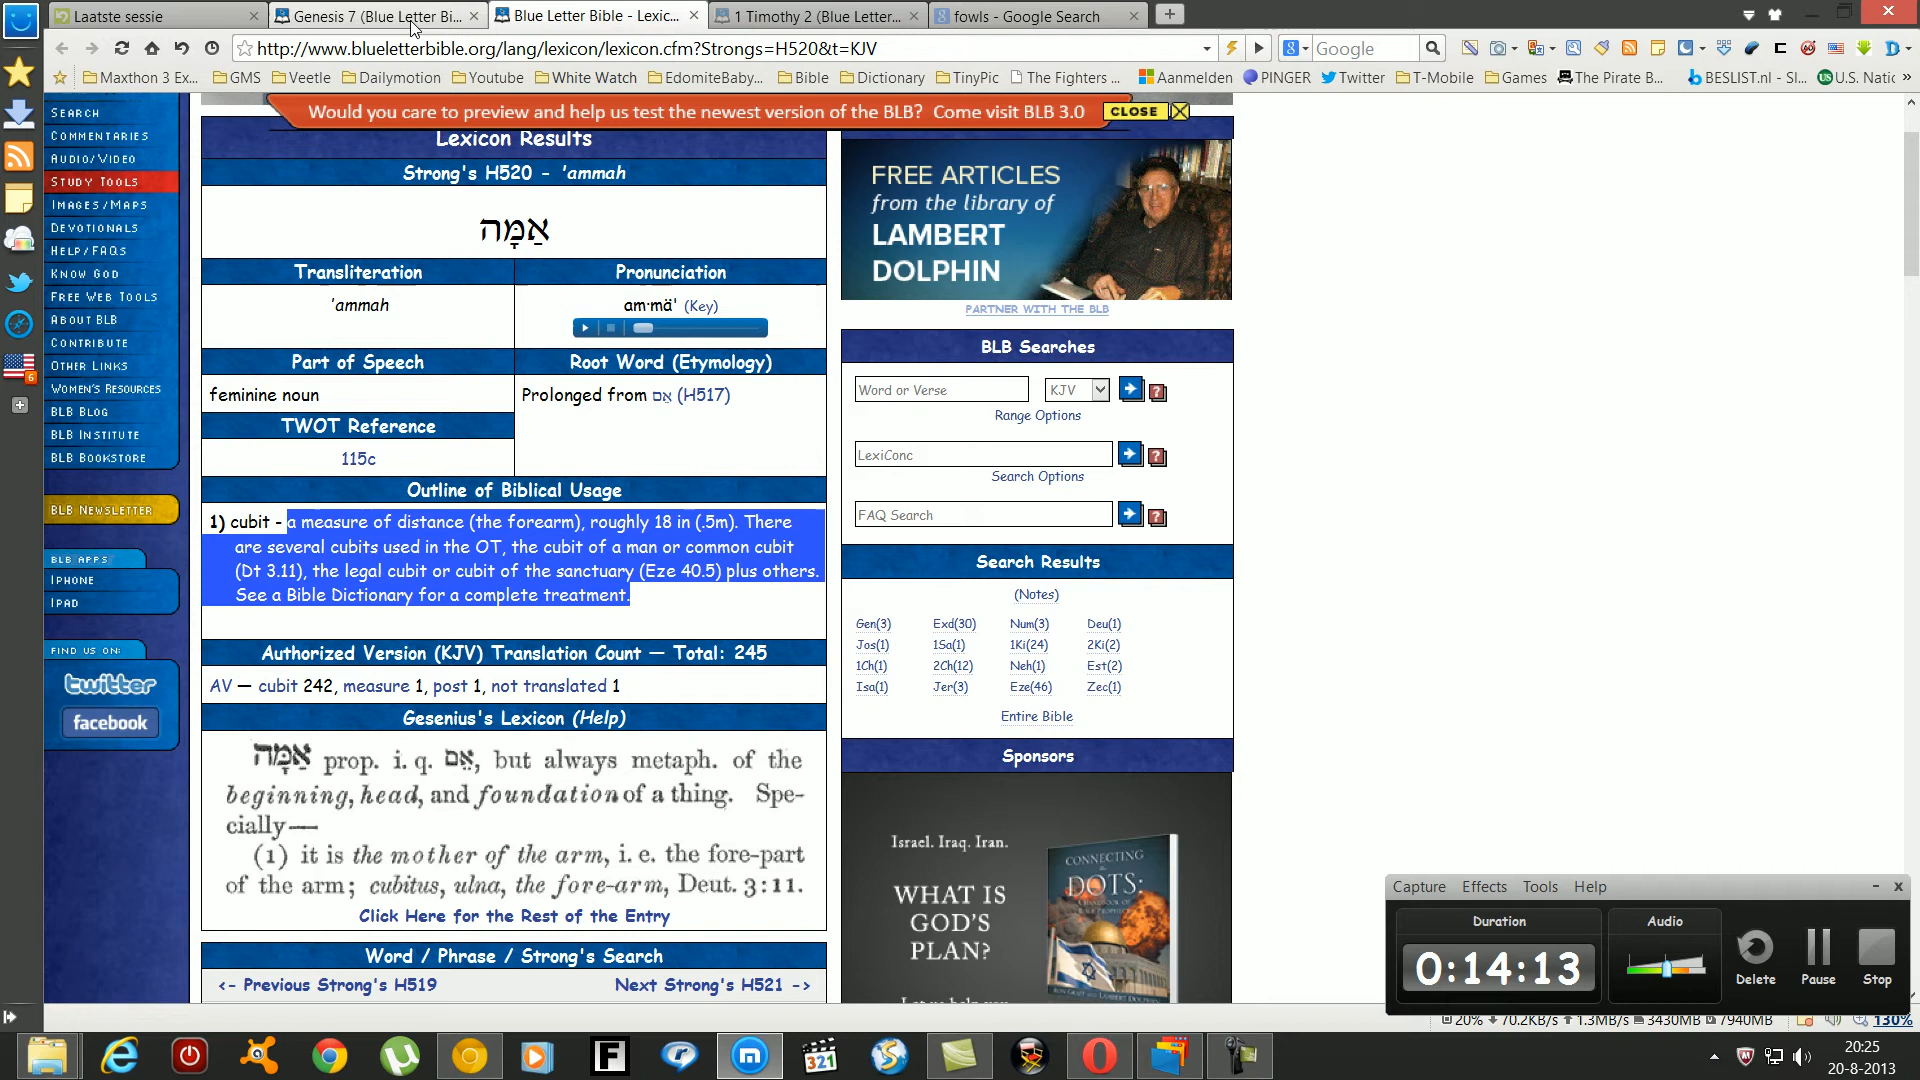 Laatste sessie
Genesis 7 (Blue Letter Bi...
Blue Letter Bible - Lexic...
1 Timothy 2 (Blue Letter...
fowls - Google Search
http://www.blueletterbible.org/lang/lexicon/lexicon.cfm?Strongs=H520&t=KJV
Google
Maxthon 3 Ex...
GMS
Veetle
Dailymotion
Youtube
White Watch
EdomiteBaby...
Bible
Dictionary
TinyPic
The Fighters ...
Aanmelden
PINGER
Twitter
T-Mobile
Games
The Pirate B...
BESLIST.nl - Sl...
U.S. Natic
Would you care to preview and help us test the newest version of the BLB? Come visit BLB 3.0
CLOSE
SEARCH
COMMENTARIES
AUDIO/VIDEO
STUDY TOOLS
IMAGES/MAPS
DEVOTIONALS
HELP/FAQS
KNOW GOD
FREE WEB TOOLS
ABOUT BLB
CONTRIBUTE
OTHER LINKS
WOMEN'S RESOURCES
BLB BLOG
BLB INSTITUTE
BLB BOOKSTORE
BLB NEWSLETTER
BLB APPS
IPHONE
IPAD
FIND US ON:
twitter
facebook
6
Lexicon Results
Strong's H520 - 'ammah
אַמָּה
Transliteration
Pronunciation
'ammah
am·mä' (Key)
Part of Speech
Root Word (Etymology)
feminine noun
Prolonged from אֵם (H517)
TWOT Reference
115c
Outline of Biblical Usage
1) cubit - a measure of distance (the forearm), roughly 18 in (.5m). There
are several cubits used in the OT, the cubit of a man or common cubit
(Dt 3.11), the legal cubit or cubit of the sanctuary (Eze 40.5) plus others.
See a Bible Dictionary for a complete treatment.
Authorized Version (KJV) Translation Count — Total: 245
AV — cubit 242, measure 1, post 1, not translated 1
Gesenius's Lexicon (Help)
אַמָּה prop. i. q. אֵם, but always metaph. of the
beginning, head, and foundation of a thing. Spe-
cially—
(1) it is the mother of the arm, i. e. the fore-part
of the arm; cubitus, ulna, the fore-arm, Deut. 3:11.
Click Here for the Rest of the Entry
Word / Phrase / Strong's Search
<- Previous Strong's H519
Next Strong's H521 ->
FREE ARTICLES
from the library of
LAMBERT
DOLPHIN
PARTNER WITH THE BLB
BLB Searches
Word or Verse
KJV
?
Range Options
LexiConc
?
Search Options
FAQ Search
?
Search Results
(Notes)
Gen(3) Exd(30) Num(3) Deu(1)
Jos(1) 1Sa(1) 1Ki(24) 2Ki(2)
1Ch(1) 2Ch(12) Neh(1) Est(2)
Isa(1) Jer(3) Eze(46) Zec(1)
Entire Bible
Sponsors
Israel. Iraq. Iran.
WHAT IS
GOD'S
PLAN?
CONNECTING
DOTS:
Capture Effects Tools Help
Duration
Audio
0:14:13
Delete
Pause
Stop
20% 70.2KB/s 1.3MB/s 3430MB 7940MB
130%
321
20:25
20-8-2013